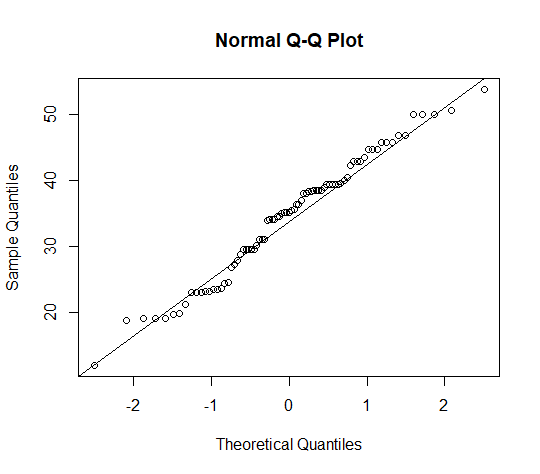 Normal Q-Q Plot
Sample Quantiles
50
40
30
20
-2 -1 0 1 2
Theoretical Quantiles